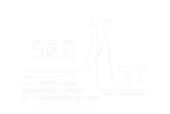 SEE
ST
South East European
International Institute
for Sustainable Technologies